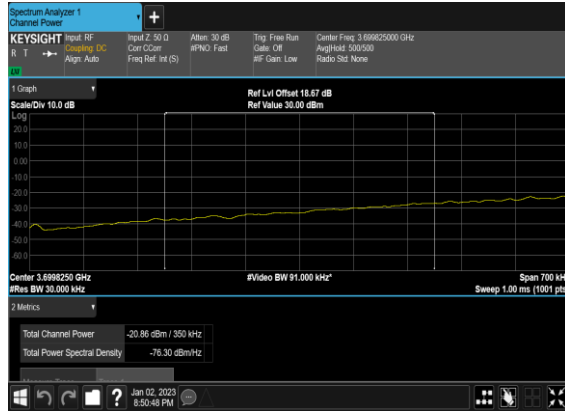 Spectrum Analyzer 1
Channel Power
+
KEYSIGHT Input: RF Input Z: 50 Ω Atten: 30 dB Trig: Free Run Center Freq: 3.699825000 GHz
R T Coupling: DC Corr CCorr #PNO: Fast Gate: Off Avg|Hold: 500/500
Align: Auto Freq Ref: Int (S) #IF Gain: Low Radio Std: None
1 Graph
Ref Lvl Offset 18.67 dB
Scale/Div 10.0 dB Ref Value 30.00 dBm
Log
20.0
10.0
0.00
-10.0
-20.0
-30.0
-40.0
-50.0
-60.0
Center 3.6998250 GHz #Video BW 91.000 kHz* Span 700 kH
#Res BW 30.000 kHz Sweep 1.00 ms (1001 pts
2 Metrics
Total Channel Power -20.86 dBm / 350 kHz
Total Power Spectral Density -76.30 dBm/Hz
? Jan 02, 2023
8:50:48 PM